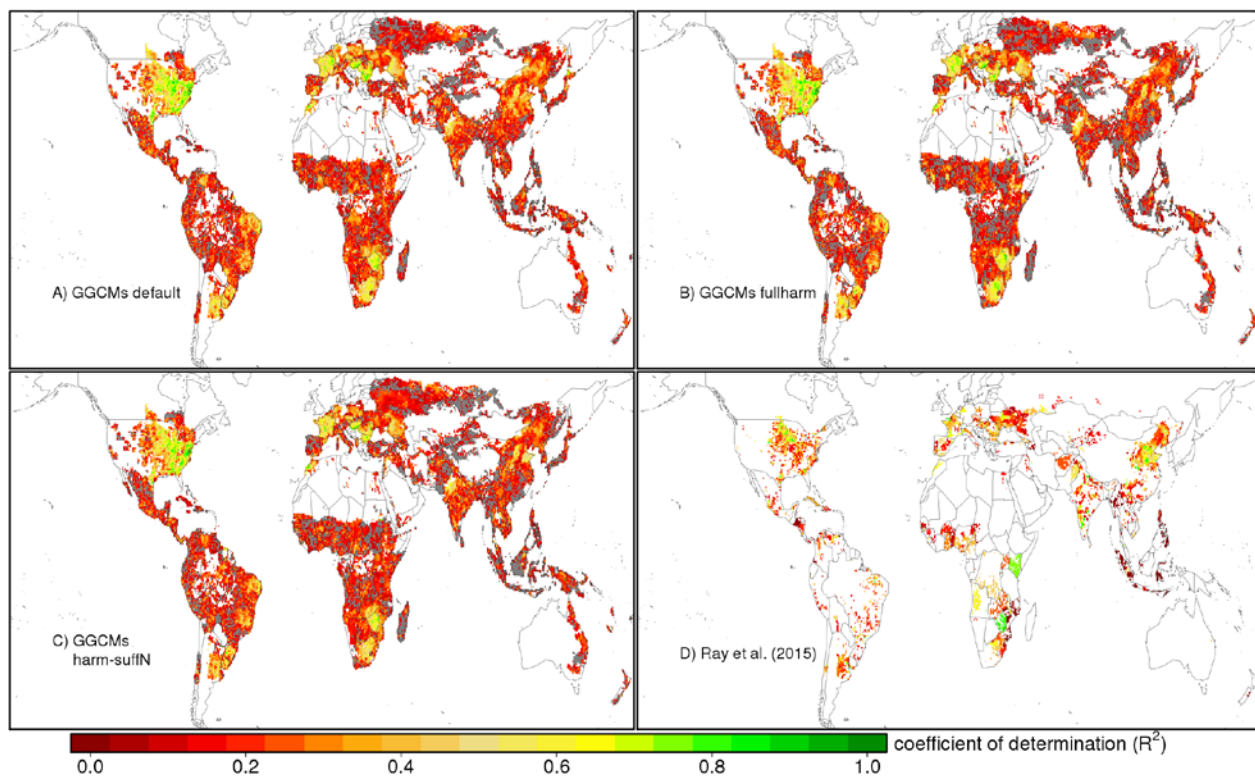 A) GGCMs default
B) GGCMs fullharm
C) GGCMs
harm-suffN
D) Ray et al. (2015)
coefficient of determination (R²)
0.0 0.2 0.4 0.6 0.8 1.0